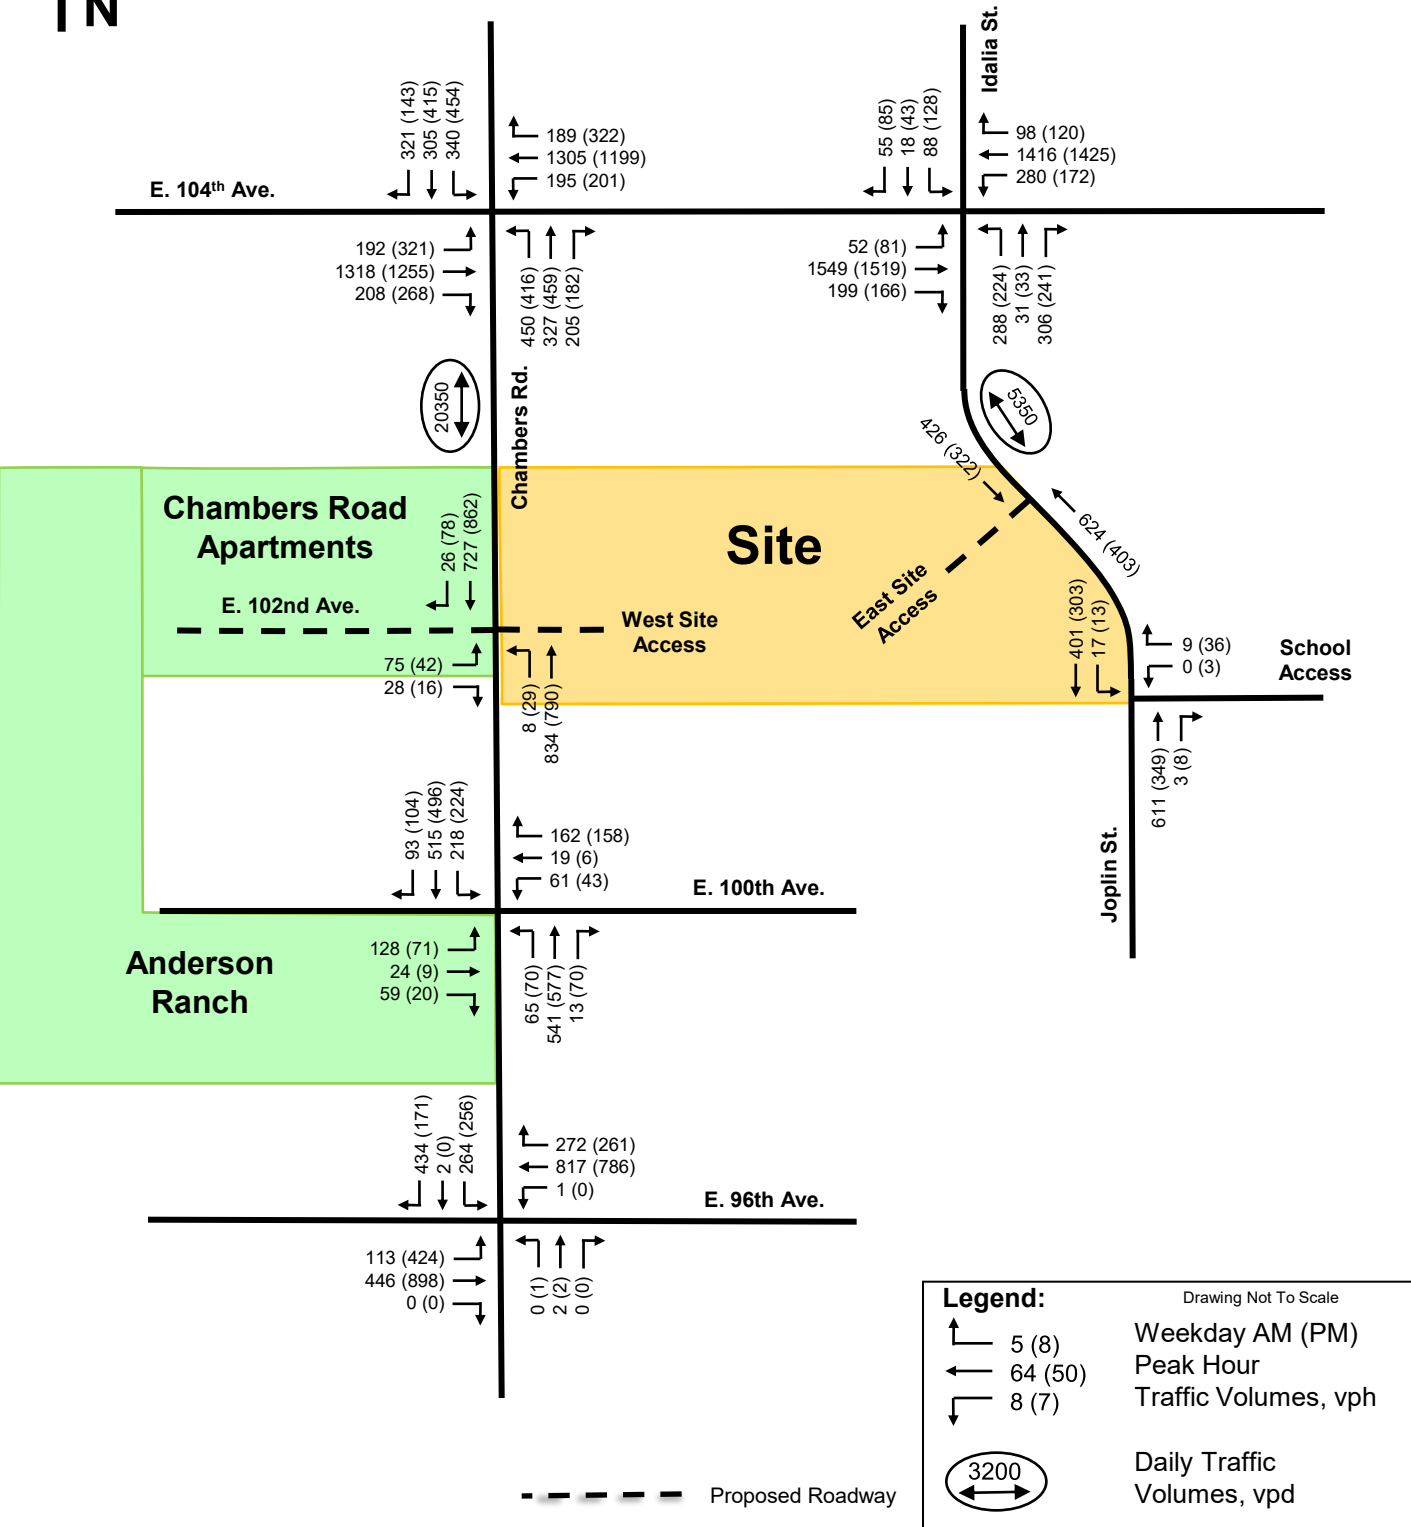 N
Idalia St.
321 (143)
305 (415)
340 (454)
189 (322)
1305 (1199)
195 (201)
55 (85)
18 (43)
88 (128)
98 (120)
1416 (1425)
280 (172)
E. 104th Ave.
192 (321)
1318 (1255)
208 (268)
450 (416)
327 (459)
205 (182)
52 (81)
1549 (1519)
199 (166)
288 (224)
31 (33)
306 (241)
20350
Chambers Rd.
5350
426 (322)
624 (403)
Chambers Road
Apartments
26 (78)
727 (862)
Site
E. 102nd Ave.
West Site
Access
East Site
Access
75 (42)
28 (16)
8 (29)
834 (790)
401 (303)
17 (13)
9 (36)
0 (3)
School
Access
611 (349)
3 (8)
Joplin St.
93 (104)
515 (496)
218 (224)
162 (158)
19 (6)
61 (43)
E. 100th Ave.
Anderson
Ranch
128 (71)
24 (9)
59 (20)
65 (70)
541 (577)
13 (70)
434 (171)
2 (0)
264 (256)
272 (261)
817 (786)
1 (0)
E. 96th Ave.
113 (424)
446 (898)
0 (0)
0 (1)
2 (2)
0 (0)
Legend:
Drawing Not To Scale
5 (8)
64 (50)
8 (7)
Weekday AM (PM)
Peak Hour
Traffic Volumes, vph
3200
Daily Traffic
Volumes, vpd
Proposed Roadway